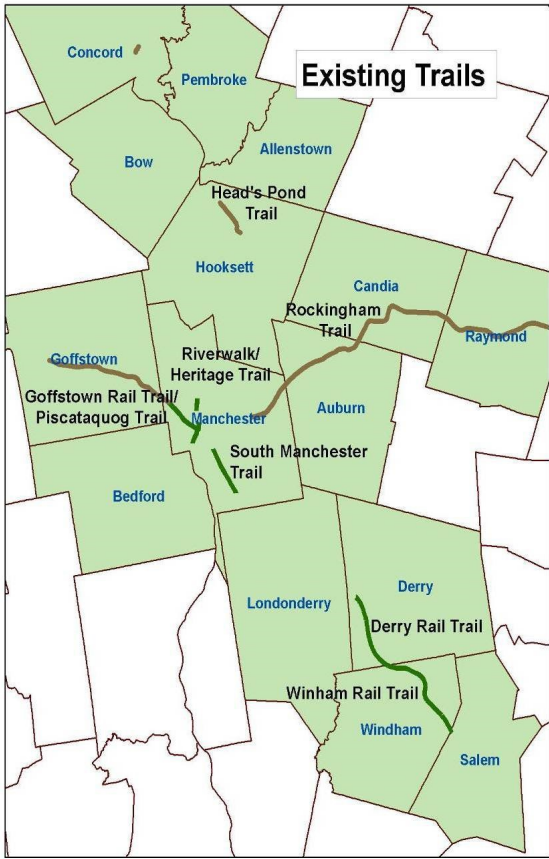 Concord
Existing Trails
Pembroke
Bow
Allenstown
Head's Pond
Trail
Hooksett
Candia
Rockingham
Trail
Raymond
Goffstown
Riverwalk/
Heritage Trail
Goffstown Rail Trail/
Piscataquog Trail
Manchester
Auburn
South Manchester
Trail
Bedford
Londonderry
Derry
Derry Rail Trail
Winham Rail Trail
Windham
Salem